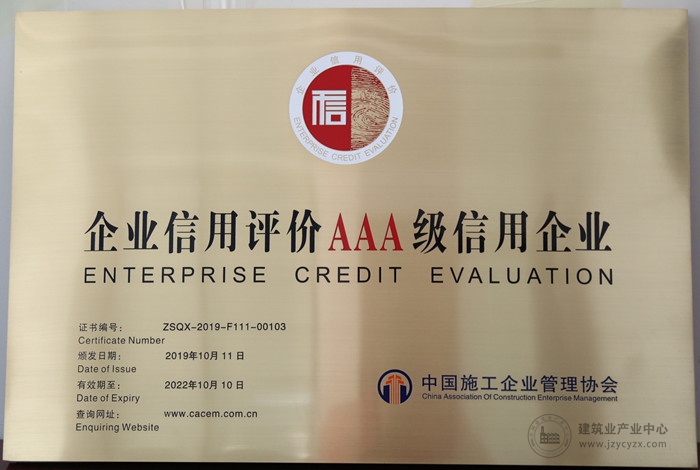 企业信用评价
信
ENTERPRISE CREDIT EVALUATION
企业信用评价AAA级信用企业
ENTERPRISE CREDIT EVALUATION
证书编号： ZSQX-2019-F111-00103
Certificate Number
颁发日期： 2019年10月11日
Date of Issue
有效期至： 2022年10月10日
Date of Expiry
查询网址： www.cacem.com.cn
Enquiring Website
中国施工企业管理协会
China Association Of Construction Enterprise Management
建筑业产业中心
www.jzycyzx.com